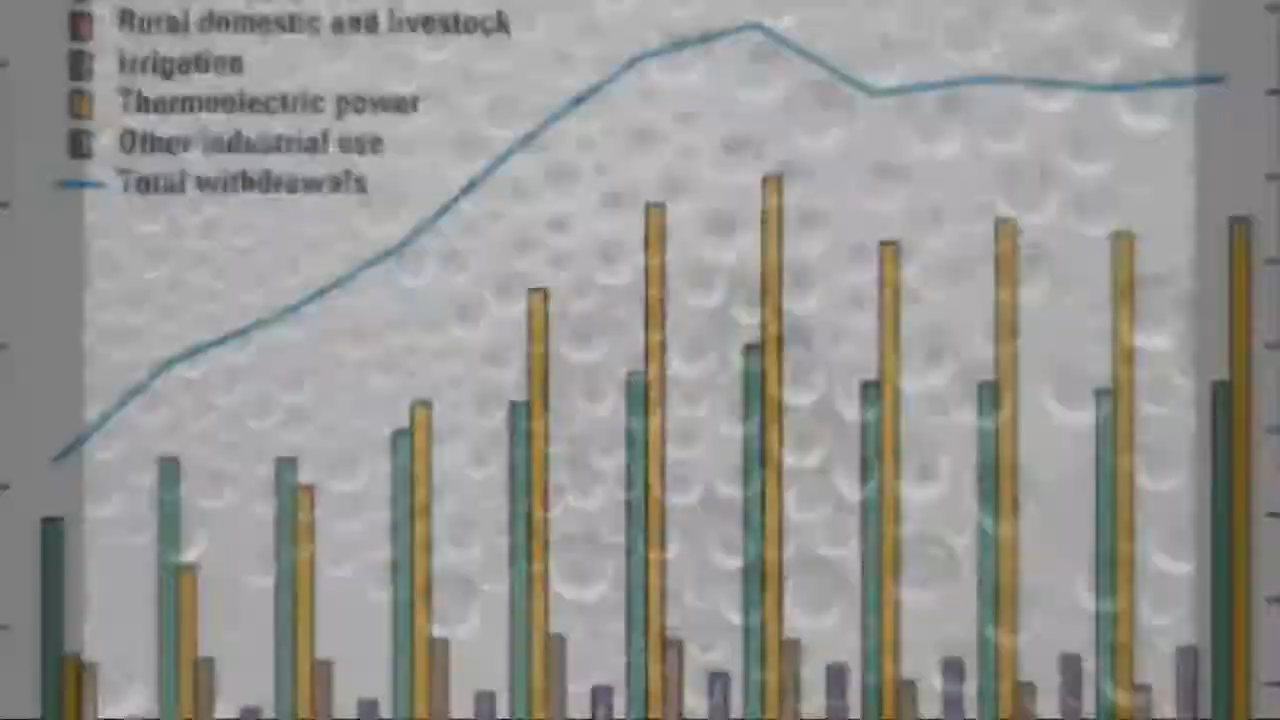 Rural domestic and livestock
Irrigation
Thermoelectric power
Other industrial use
Total withdrawals